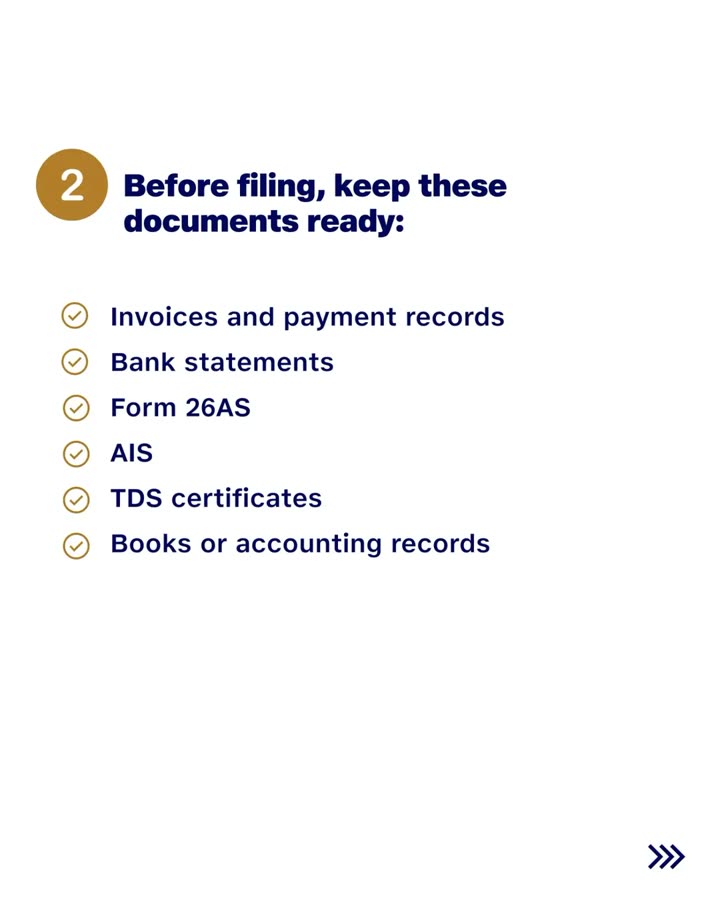 2
Before filing, keep these
documents ready:
Invoices and payment records
Bank statements
Form 26AS
AIS
TDS certificates
Books or accounting records